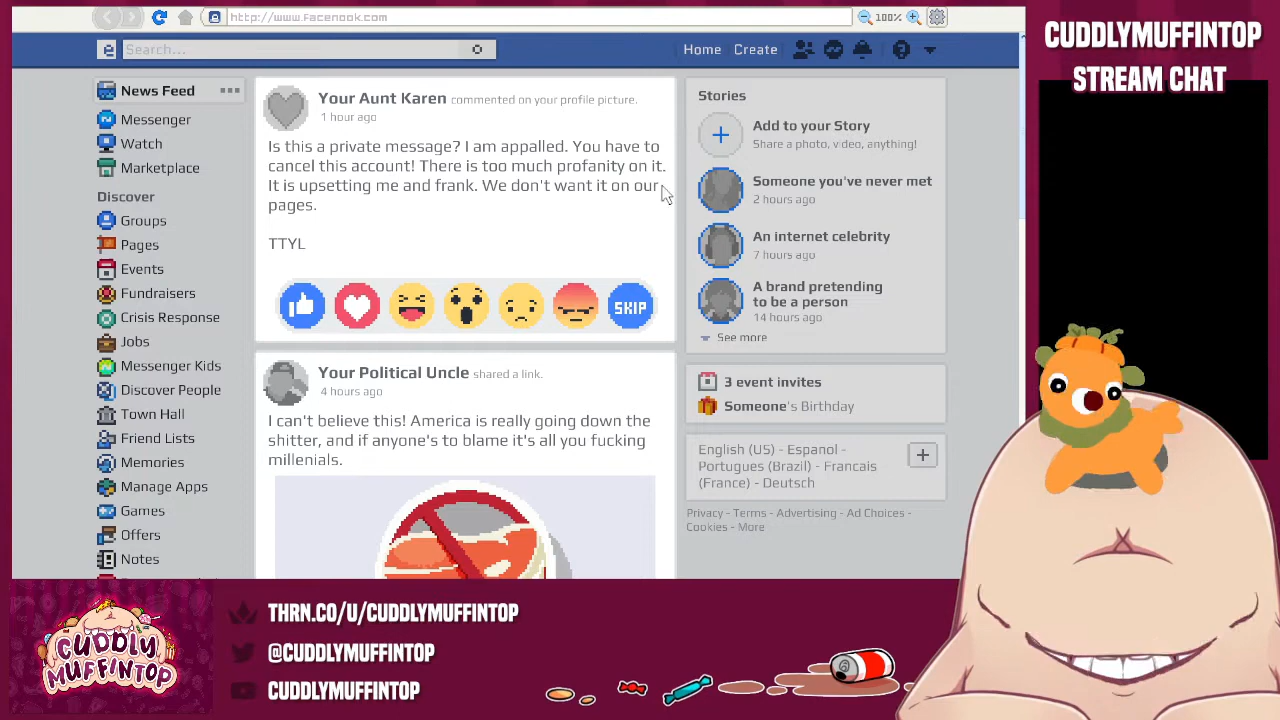 http://www.Facenook.com
100%
CUDDLYMUFFINTOP
STREAM CHAT
Search...
Home
Create
News Feed
Messenger
Watch
Marketplace
Discover
Groups
Pages
Events
Fundraisers
Crisis Response
Jobs
Messenger Kids
Discover People
Town Hall
Friend Lists
Memories
Manage Apps
Games
Offers
Notes
Your Aunt Karen commented on your profile picture.
1 hour ago
Is this a private message? I am appalled. You have to
cancel this account! There is too much profanity on it.
It is upsetting me and frank. We don't want it on our
pages.
TTYL
SKIP
Your Political Uncle shared a link.
4 hours ago
I can't believe this! America is really going down the
shitter, and if anyone's to blame it's all you fucking
millenials.
Stories
Add to your Story
Share a photo, video, anything!
Someone you've never met
2 hours ago
An internet celebrity
7 hours ago
A brand pretending
to be a person
14 hours ago
See more
3 event invites
Someone's Birthday
English (US) - Espanol -
Portugues (Brazil) - Francais
(France) - Deutsch
Privacy - Terms - Advertising - Ad Choices -
Cookies - More
CUDDLY
MUFFINTOP
THRN.CO/U/CUDDLYMUFFINTOP
@CUDDLYMUFFINTOP
CUDDLYMUFFINTOP